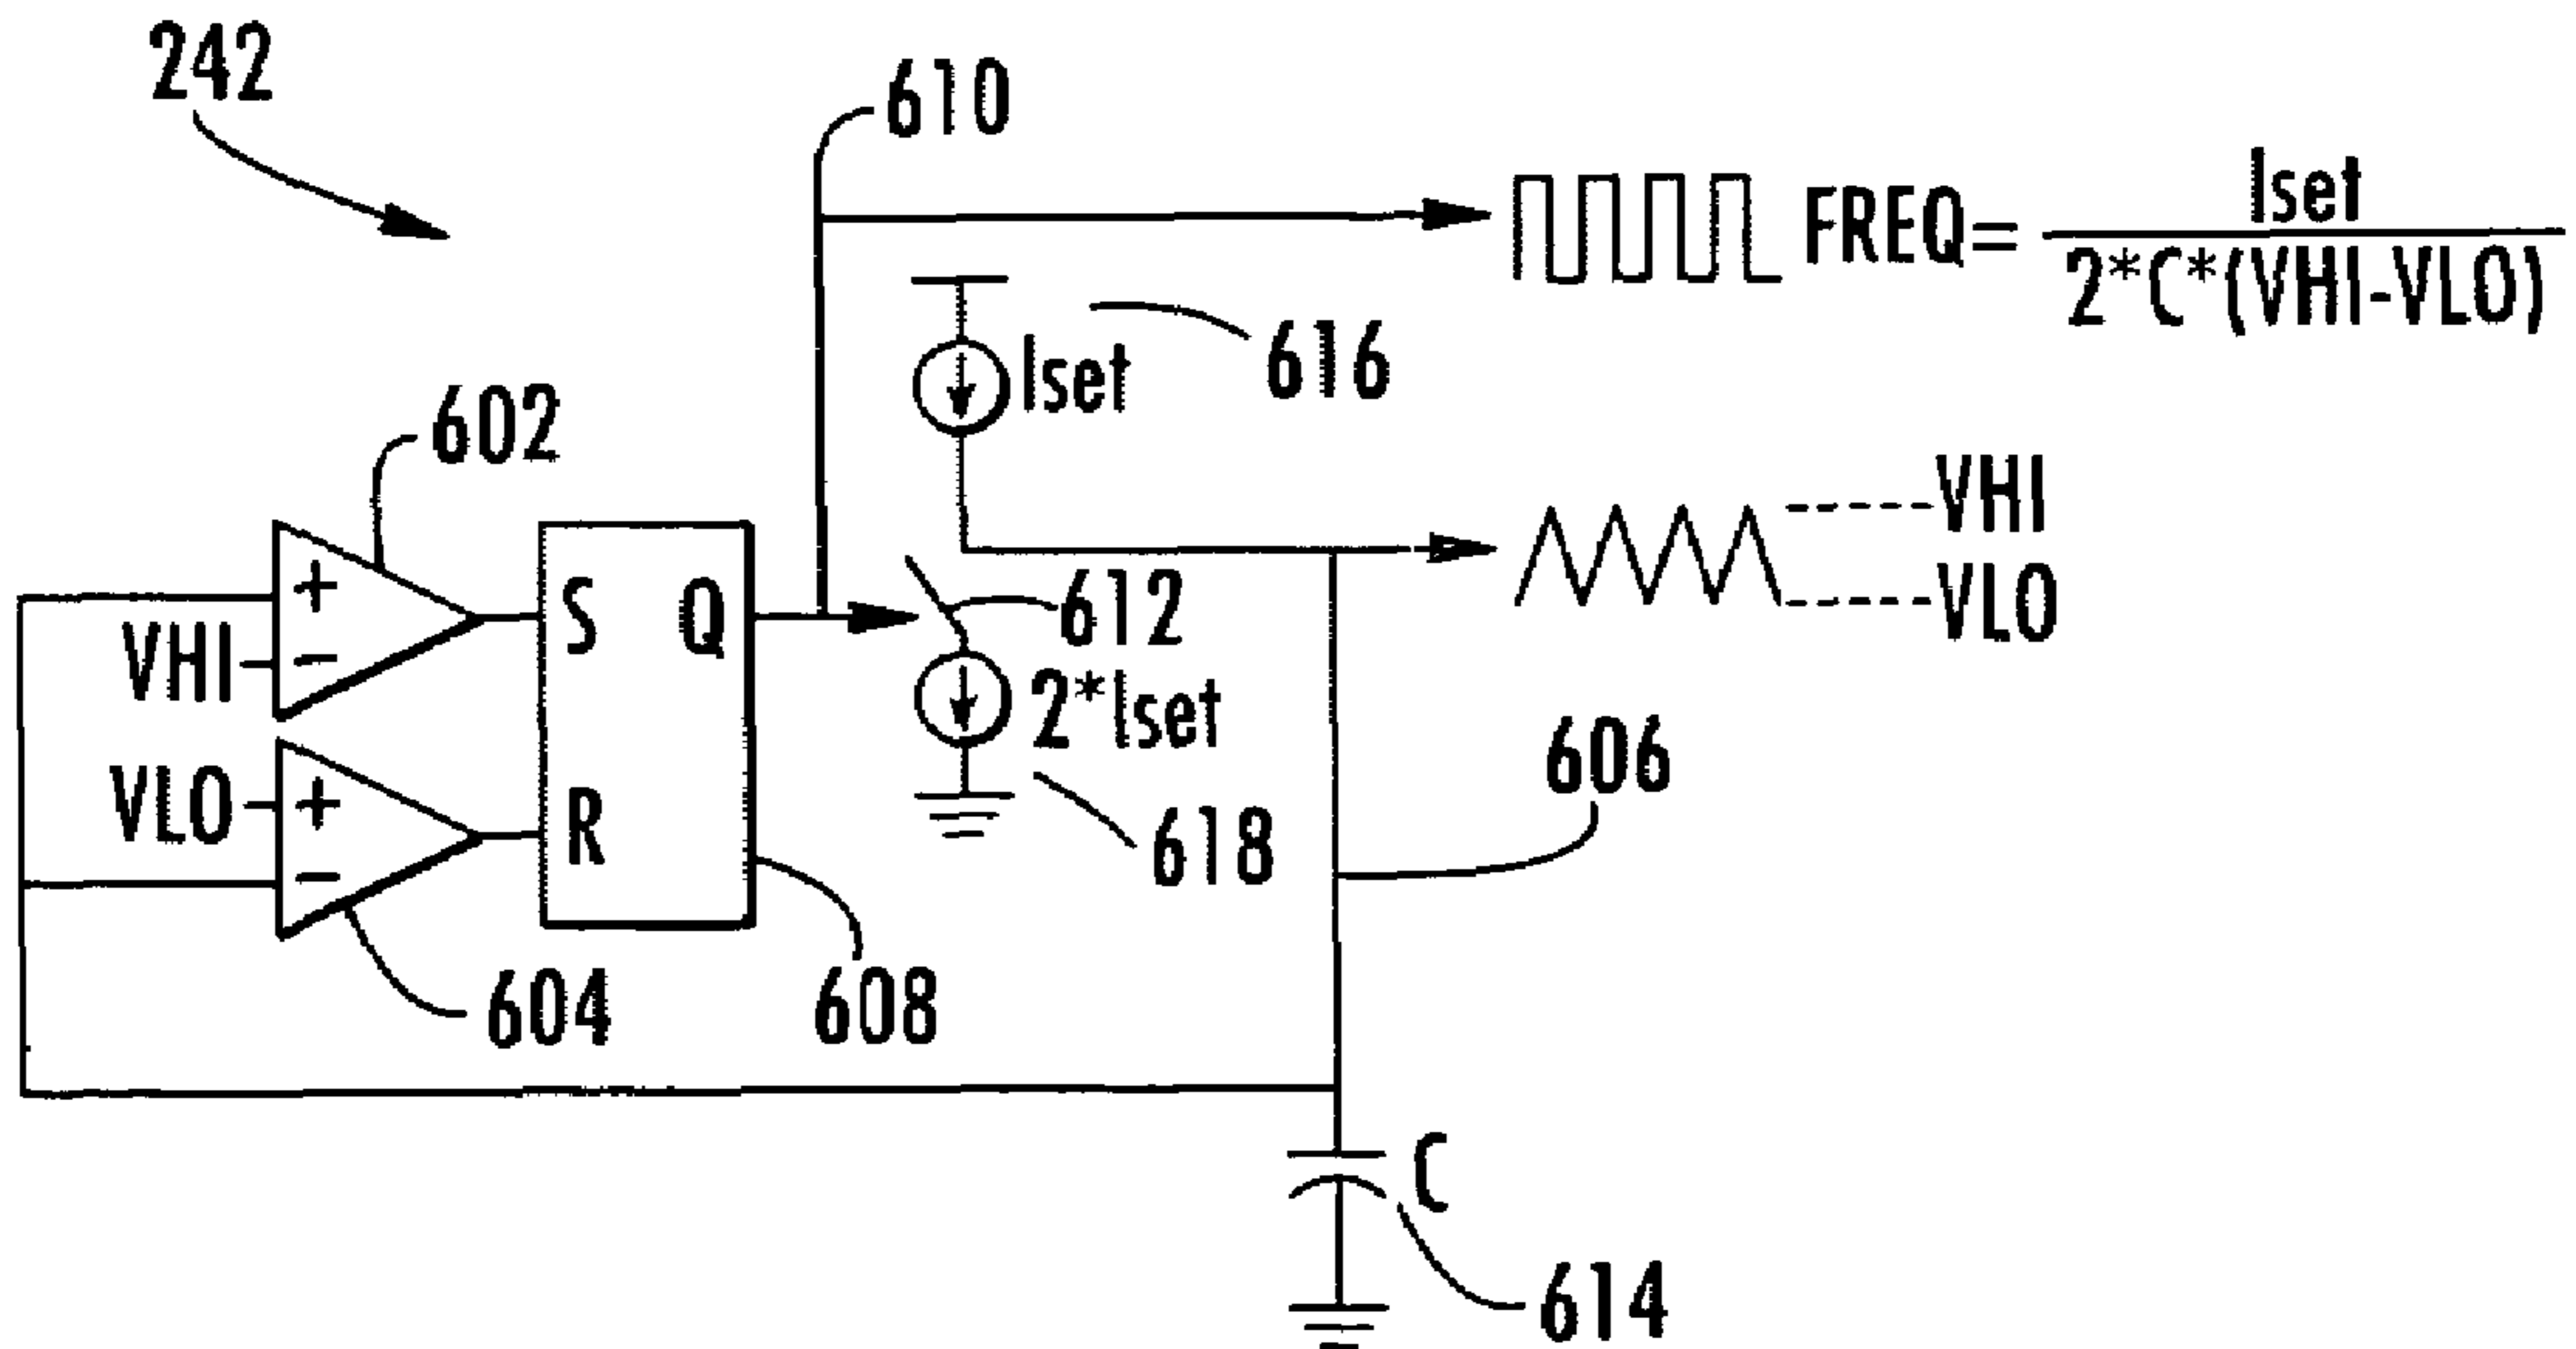 242
610
Iset
FREQ=
2*C*(VHI-VLO)
616
Iset
602
VHI
VLO
+
-
S
Q
612
VHI
2*Iset
VLO
+
-
R
606
618
604
608
C
614